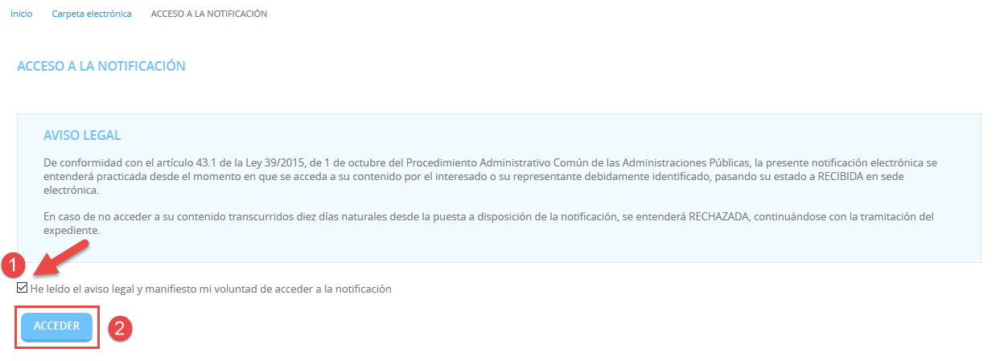 Inicio Carpeta electrónica ACCESO A LA NOTIFICACIÓN
ACCESO A LA NOTIFICACIÓN
AVISO LEGAL
De conformidad con el artículo 43.1 de la Ley 39/2015, de 1 de octubre del Procedimiento Administrativo Común de las Administraciones Públicas, la presente notificación electrónica se
entenderá practicada desde el momento en que se acceda a su contenido por el interesado o su representante debidamente identificado, pasando su estado a RECIBIDA en sede
electrónica.
En caso de no acceder a su contenido transcurridos diez días naturales desde la puesta a disposición de la notificación, se entenderá RECHAZADA, continuándose con la tramitación del
expediente.
1
He leído el aviso legal y manifiesto mi voluntad de acceder a la notificación
ACCEDER 2